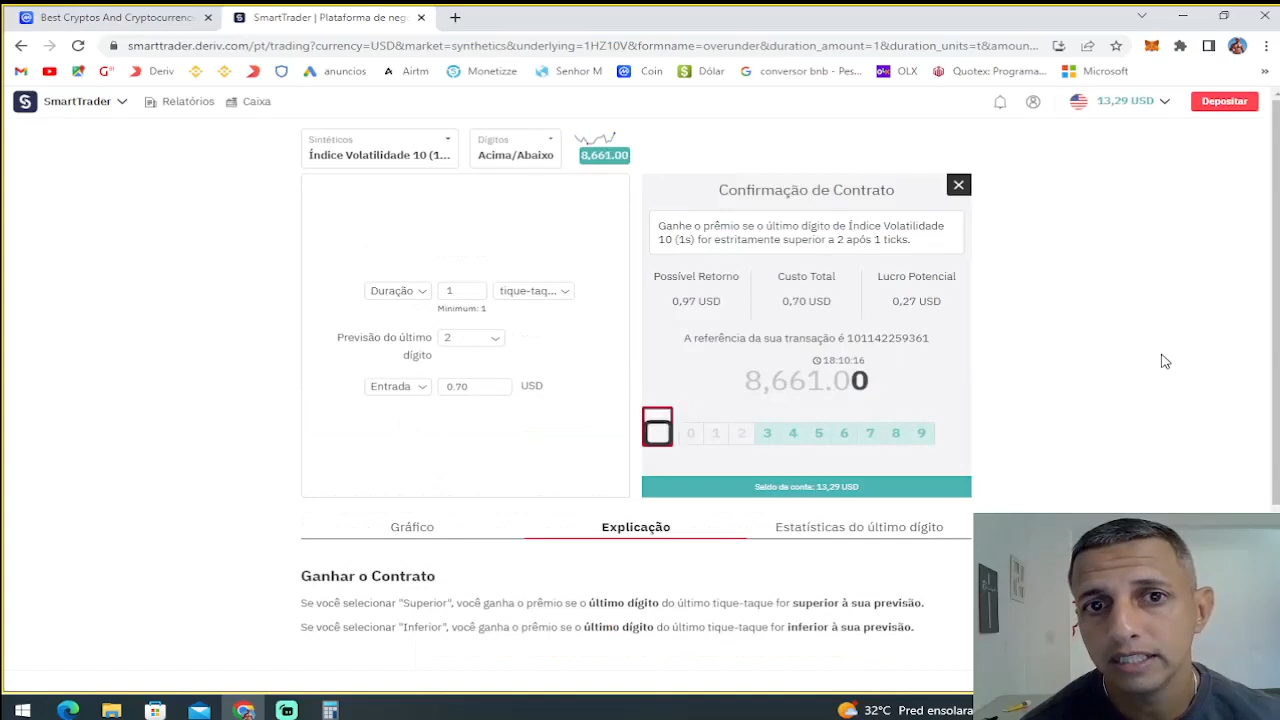 Best Cryptos And Cryptocurrenc
SmartTrader | Plataforma de neg
smarttrader.deriv.com/pt/trading?currency=USD&market=synthetics&underlying=1HZ10V&formname=overunder&duration_amount=1&duration_units=t&amoun...
Deriv
anuncios
Airtm
Monetizze
Senhor M
Coin
Dólar
conversor bnb - Pes...
OLX
Quotex: Programa...
Microsoft
»
SmartTrader
Relatórios
Caixa
13,29 USD
Depositar
Sintéticos
Índice Volatilidade 10 (1...
Dígitos
Acima/Abaixo
8,661.00
Confirmação de Contrato
Ganhe o prêmio se o último dígito de Índice Volatilidade
10 (1s) for estritamente superior a 2 após 1 ticks.
Possível Retorno
Custo Total
Lucro Potencial
0,97 USD
0,70 USD
0,27 USD
A referência da sua transação é 101142259361
18:10:16
8,661.00
0 1 2 3 4 5 6 7 8 9
Saldo da conta: 13,29 USD
Duração
1
tique-taq...
Minimum: 1
Previsão do último
dígito
2
Entrada
0.70
USD
Gráfico
Explicação
Estatísticas do último dígito
Ganhar o Contrato
Se você selecionar "Superior", você ganha o prêmio se o último dígito do último tique-taque for superior à sua previsão.
Se você selecionar "Inferior", você ganha o prêmio se o último dígito do último tique-taque for inferior à sua previsão.
32°C Pred ensolara